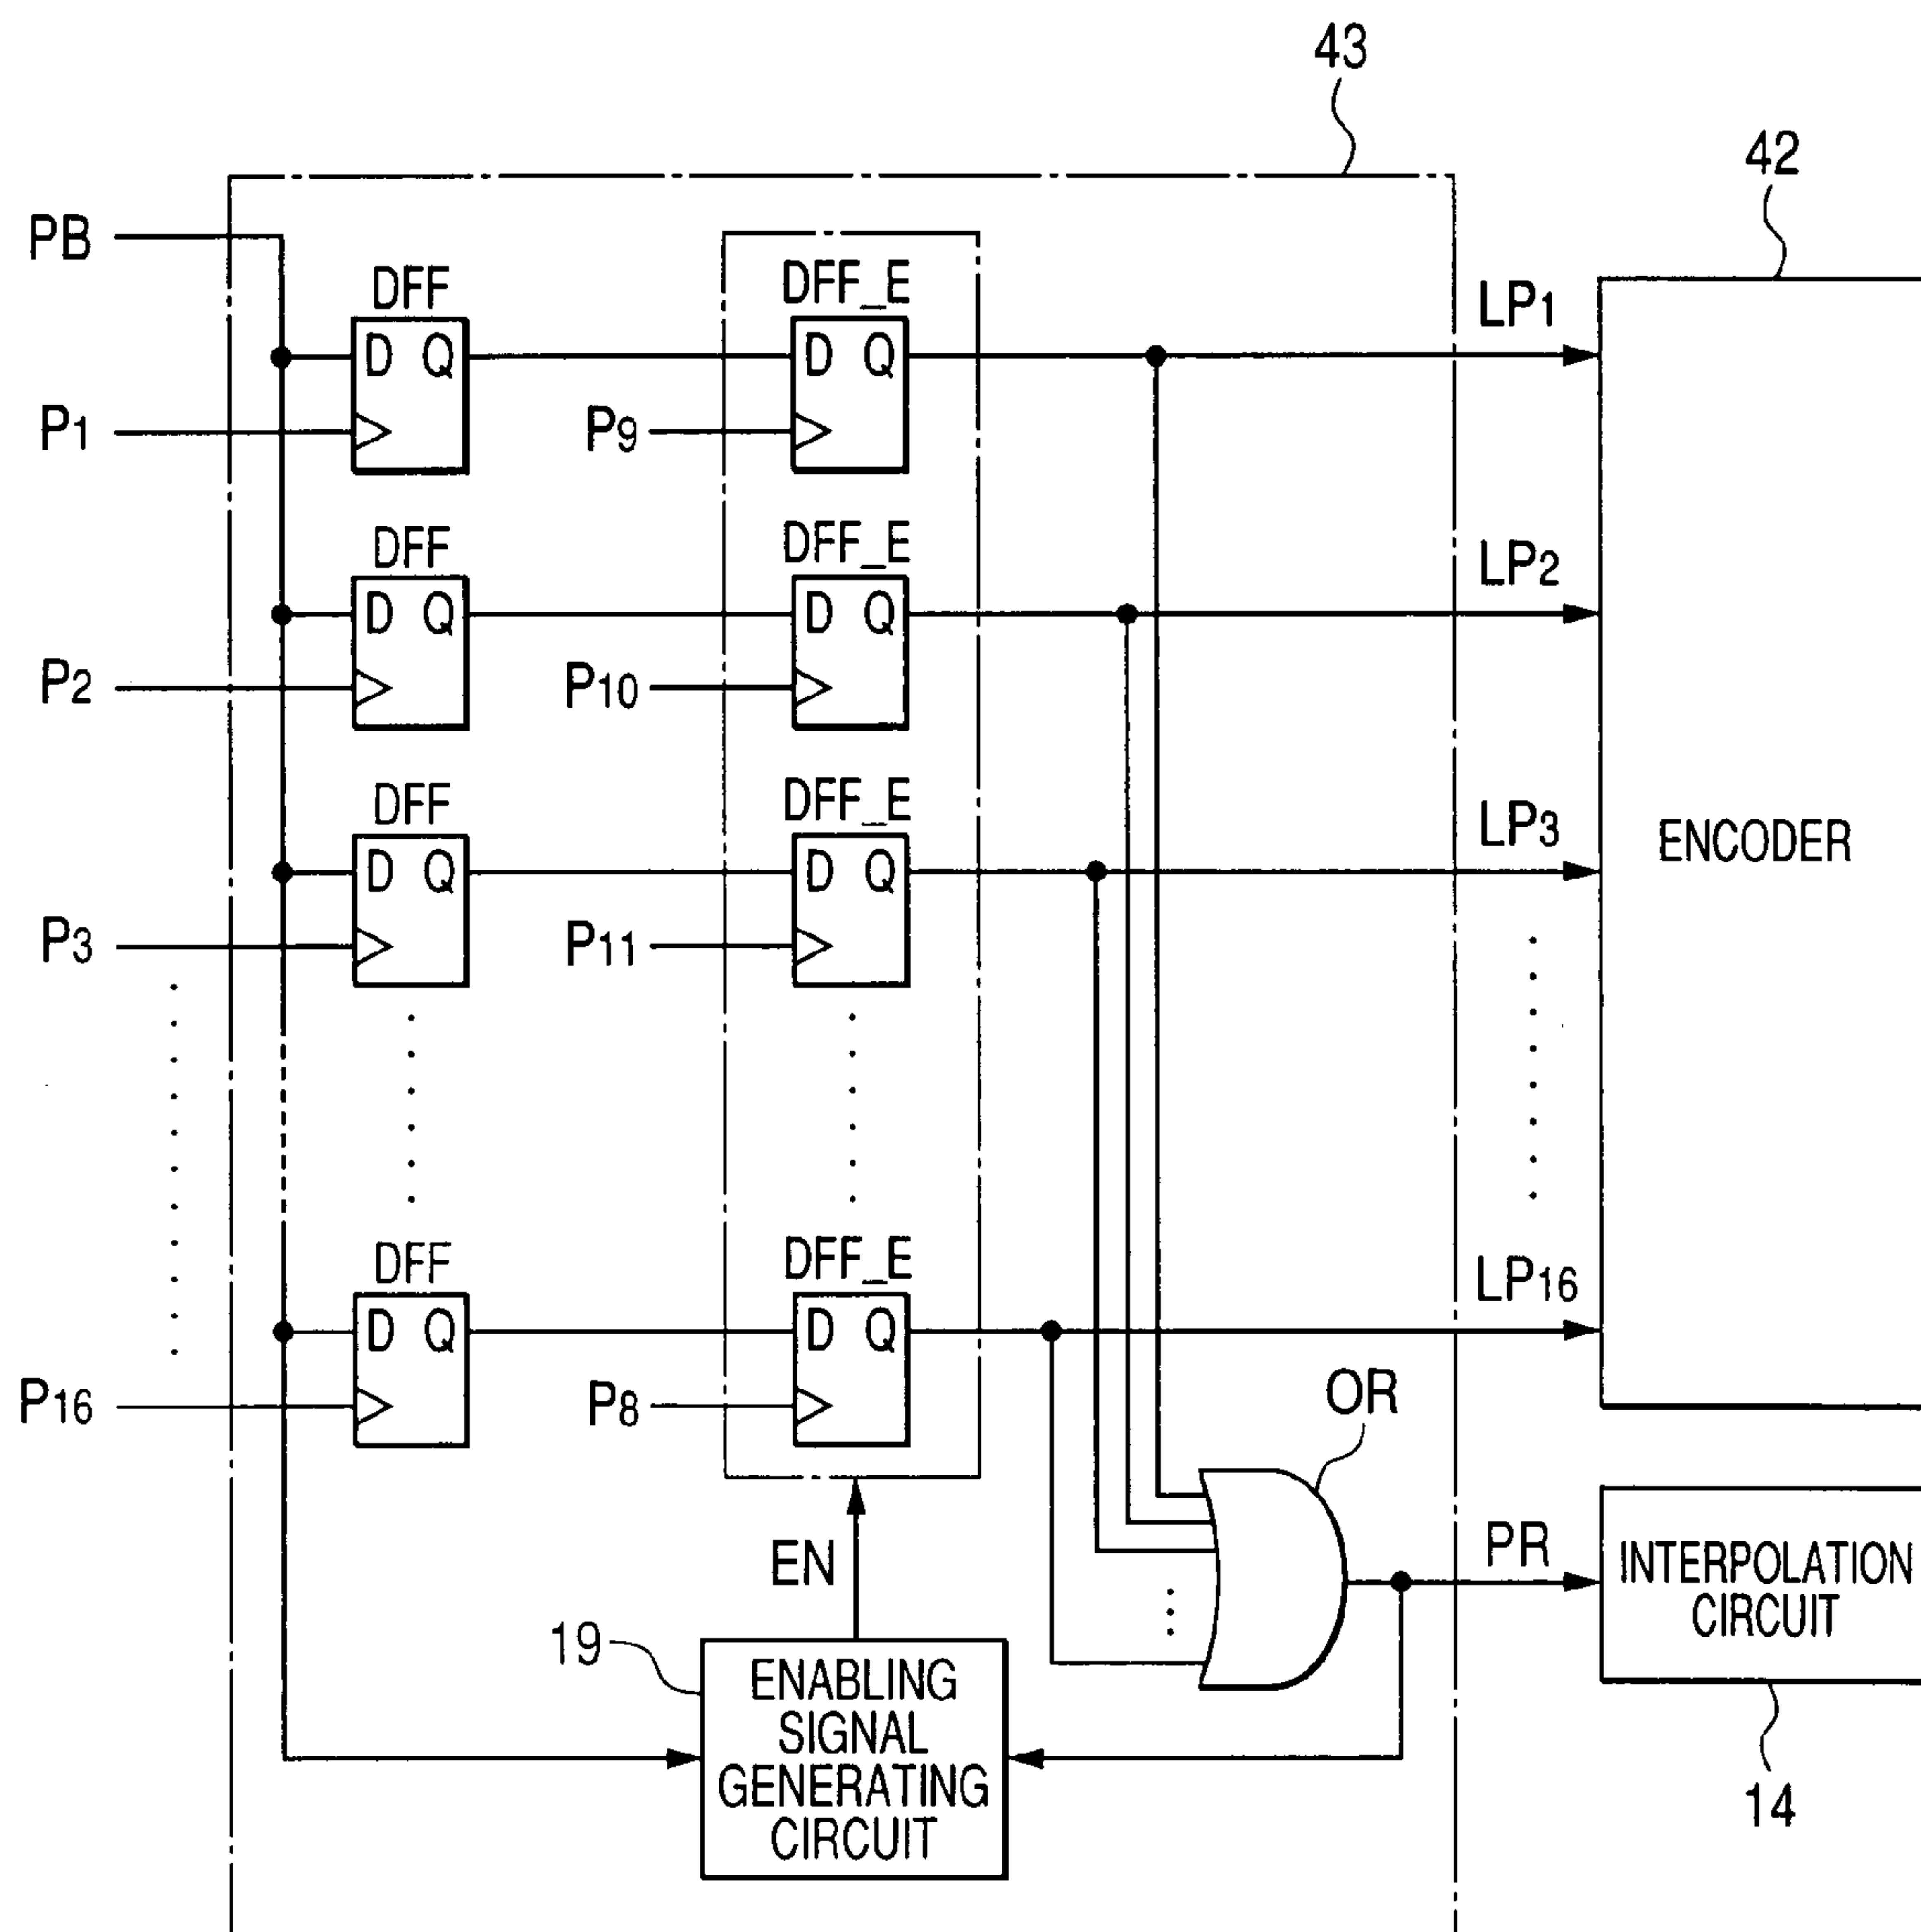 43
42
PB
DFF
DFF_E
LP1
D Q
D Q
P1
P9
DFF
DFF_E
LP2
D Q
D Q
P2
P10
DFF
DFF_E
LP3
D Q
D Q
ENCODER
P3
P11
DFF
DFF_E
LP16
D Q
D Q
P16
P8
OR
EN
PR
INTERPOLATION
CIRCUIT
19
ENABLING
SIGNAL
GENERATING
CIRCUIT
14